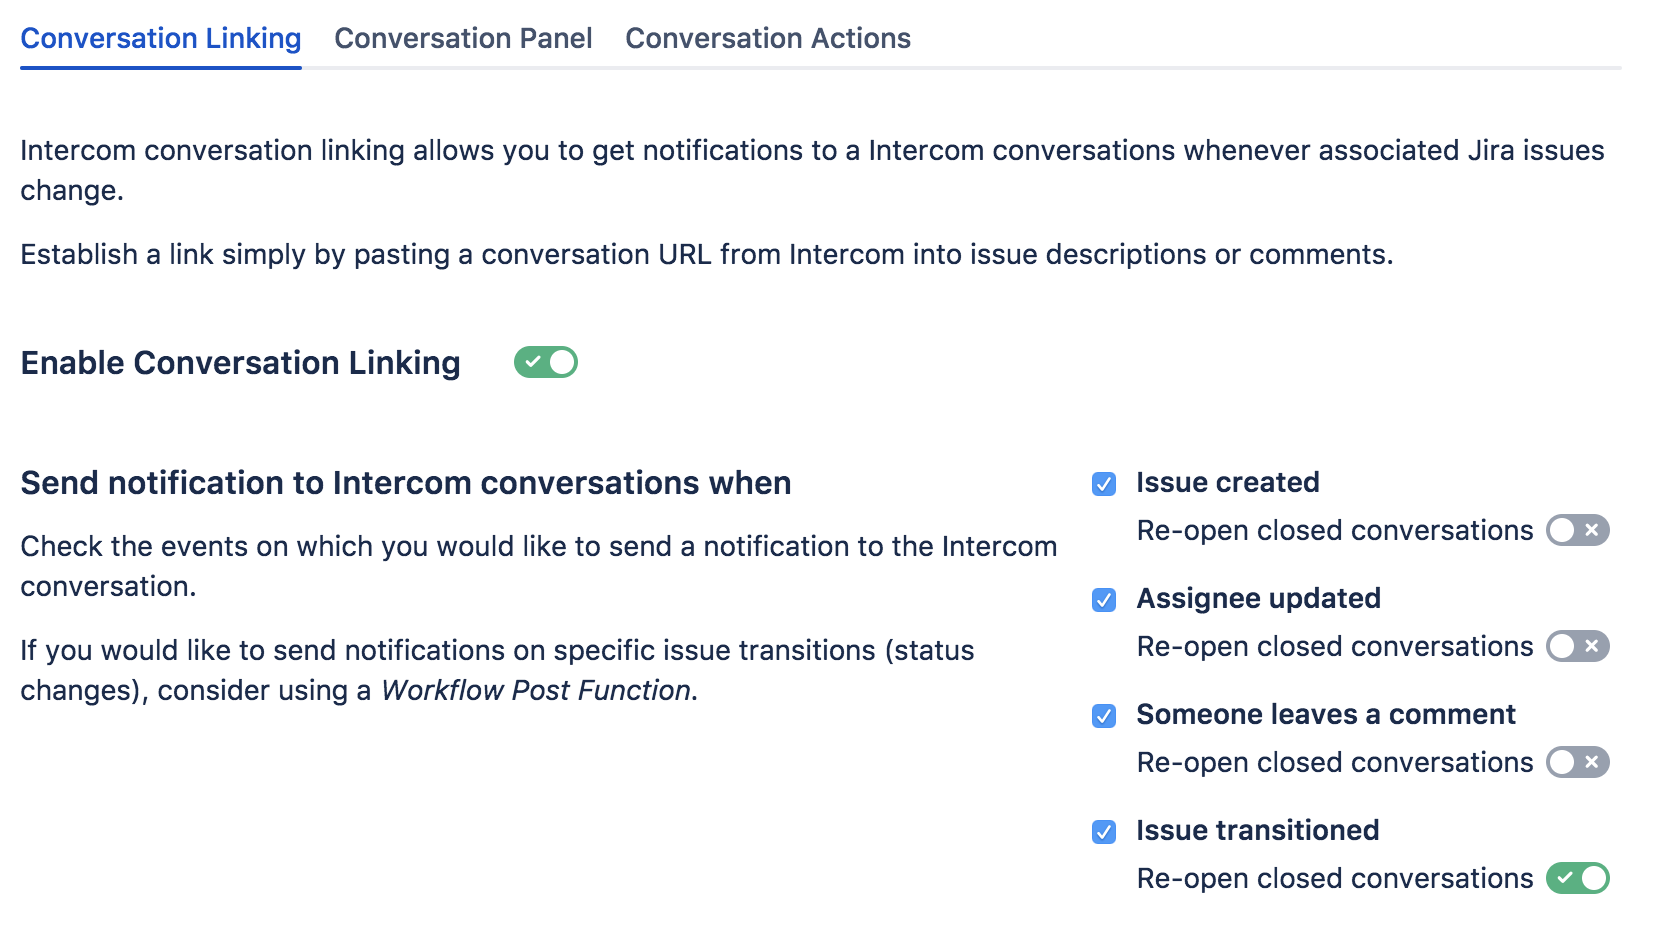 Conversation Linking Conversation Panel Conversation Actions
Intercom conversation linking allows you to get notifications to a Intercom conversations whenever associated Jira issues
change.
Establish a link simply by pasting a conversation URL from Intercom into issue descriptions or comments.
Enable Conversation Linking
Send notification to Intercom conversations when
Check the events on which you would like to send a notification to the Intercom
conversation.
If you would like to send notifications on specific issue transitions (status
changes), consider using a Workflow Post Function.
Issue created
Re-open closed conversations
Assignee updated
Re-open closed conversations
Someone leaves a comment
Re-open closed conversations
Issue transitioned
Re-open closed conversations